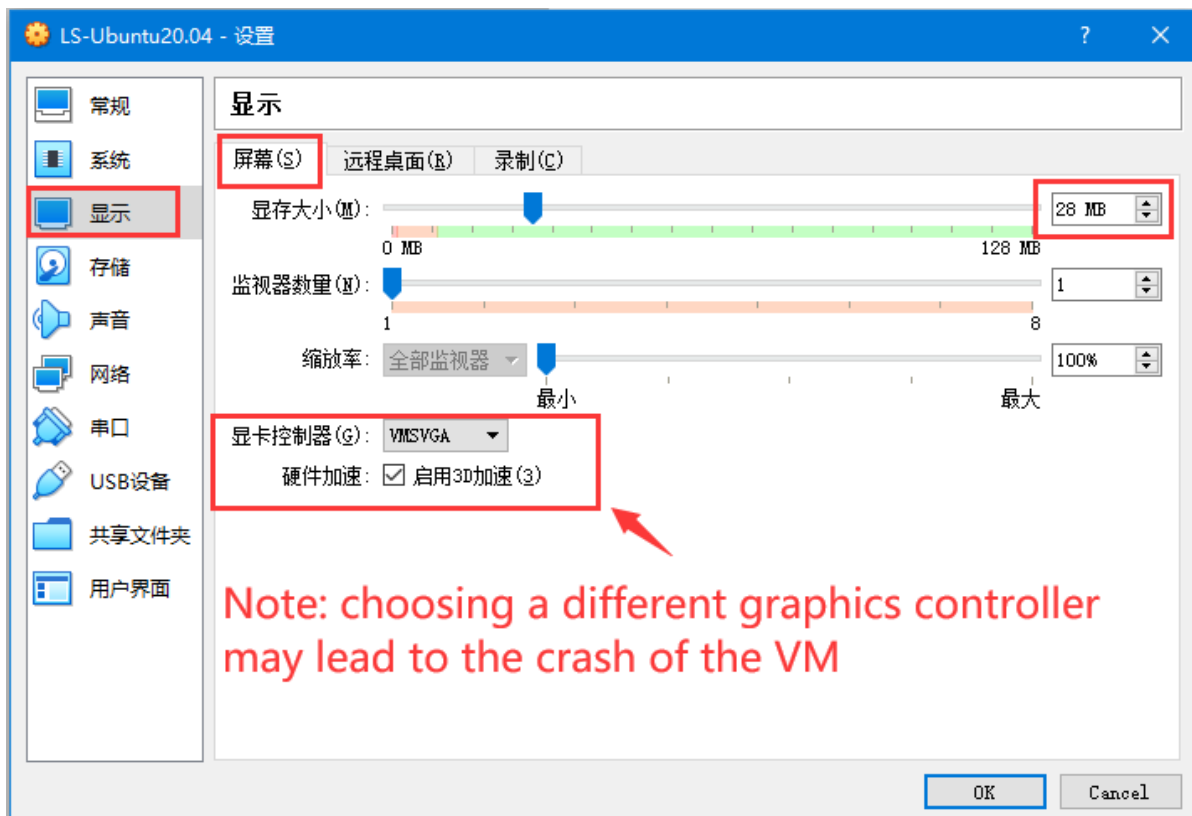 LS-Ubuntu20.04 - 设置
?
常规
系统
显示
存储
声音
网络
串口
USB设备
共享文件夹
用户界面
显示
屏幕(S) 远程桌面(R) 录制(C)
显存大小(M): 28 MB
0 MB 128 MB
监视器数量(N): 1
1 8
缩放率: 全部监视器 100%
最小 最大
显卡控制器(G): VMSVGA
硬件加速: 启用3D加速(3)
Note: choosing a different graphics controller
may lead to the crash of the VM
OK Cancel